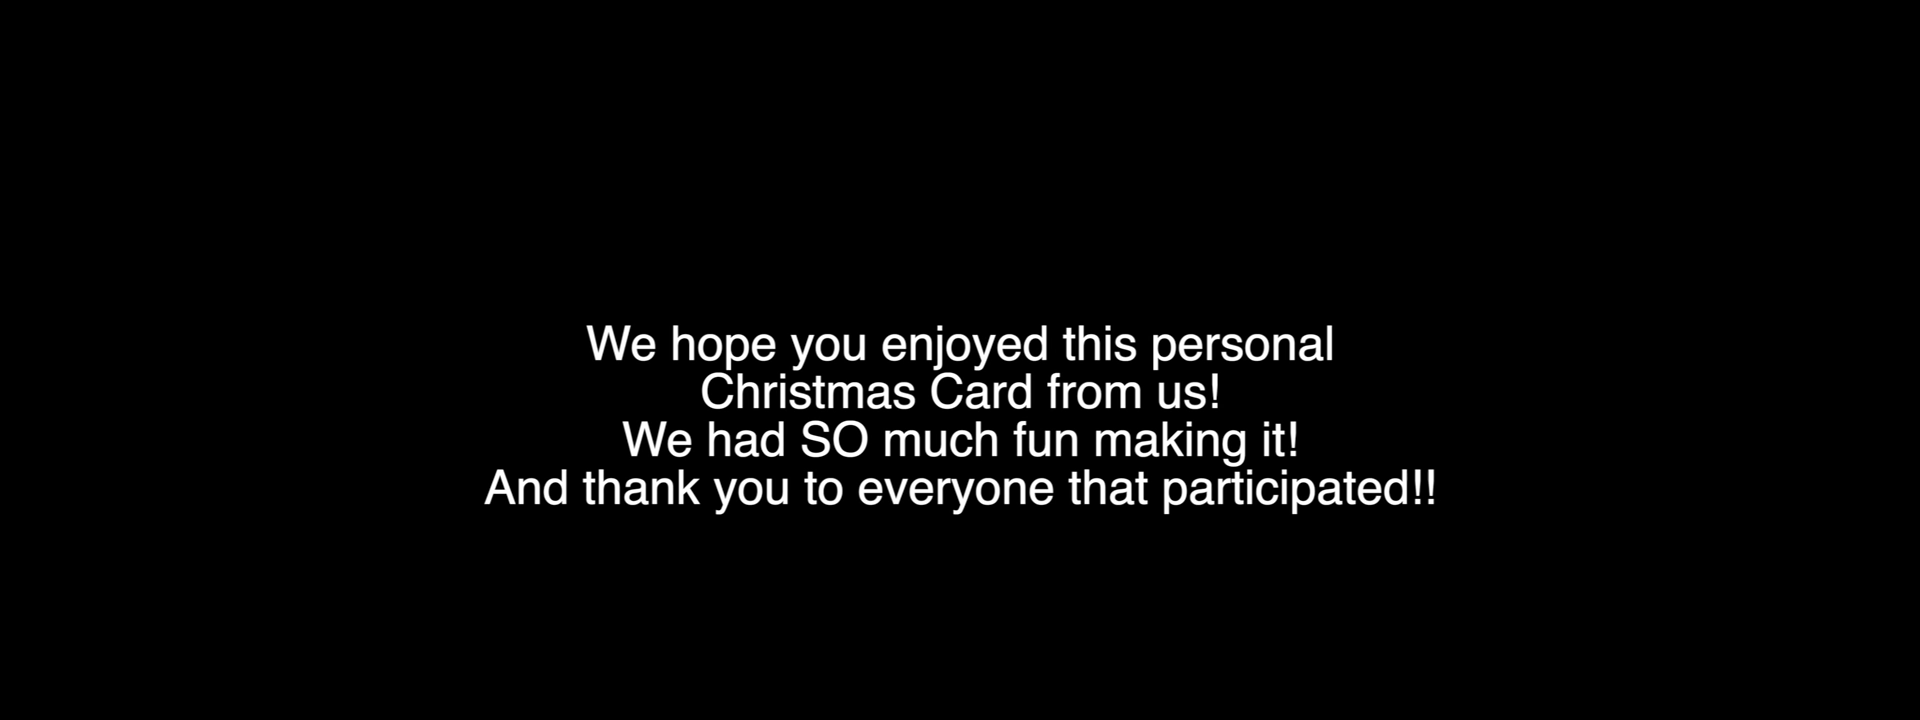 We hope you enjoyed this personal
Christmas Card from us!
We had SO much fun making it!
And thank you to everyone that participated!!